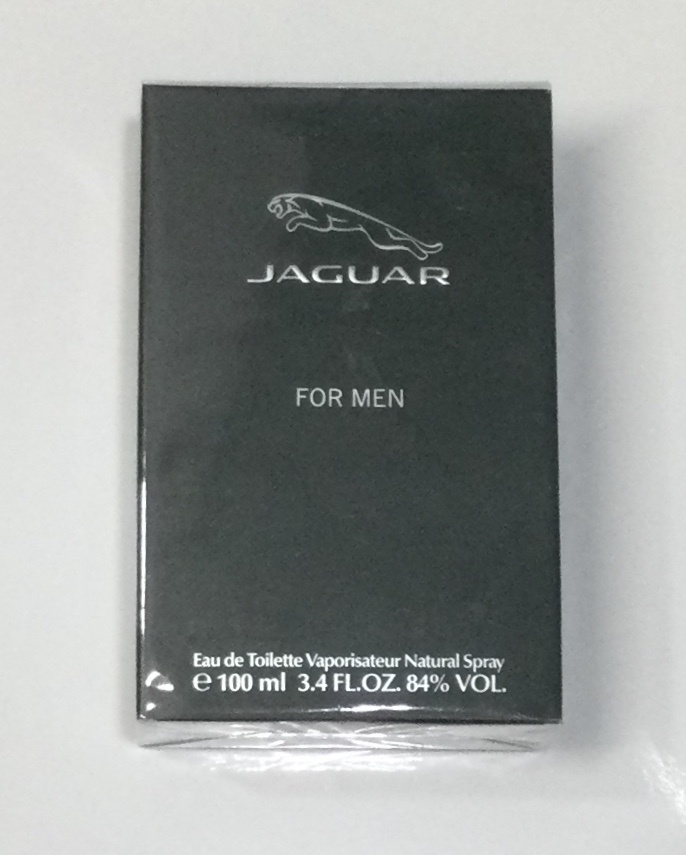 JAGUAR
FOR MEN
Eau de Toilette Vaporisateur Natural Spray
℮ 100 ml 3.4 FL.OZ. 84% VOL.